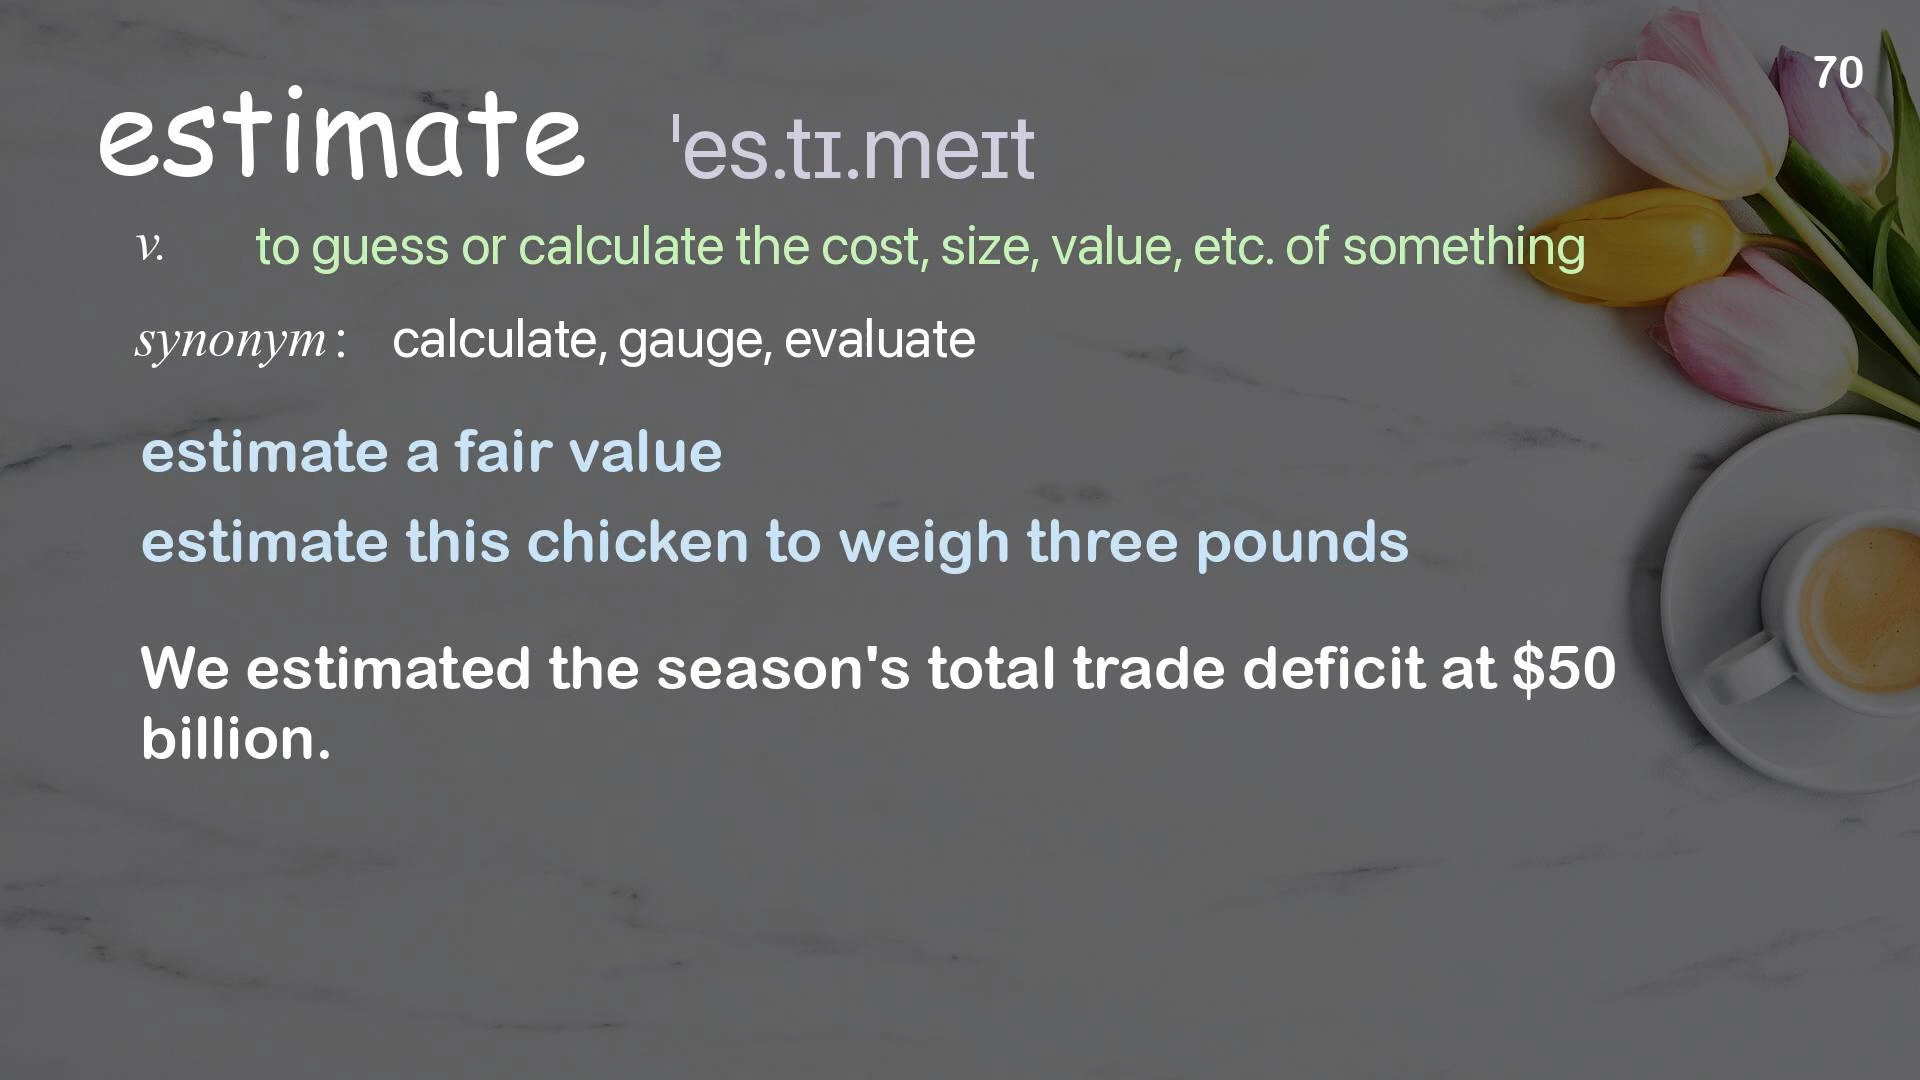 70
estimate ˈes.tɪ.meɪt
v. to guess or calculate the cost, size, value, etc. of something
synonym: calculate, gauge, evaluate
estimate a fair value
estimate this chicken to weigh three pounds
We estimated the season's total trade deficit at $50
billion.